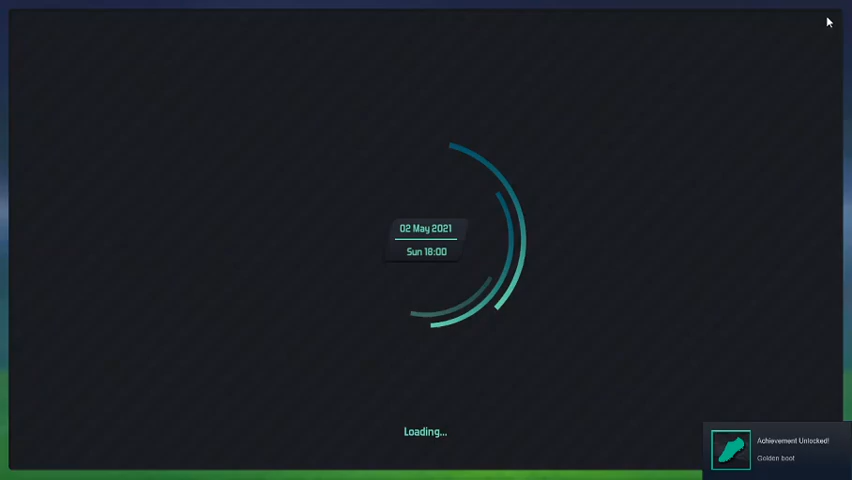 02 May 2021
Sun 18:00
Loading...
Achievement Unlocked!
Golden boot